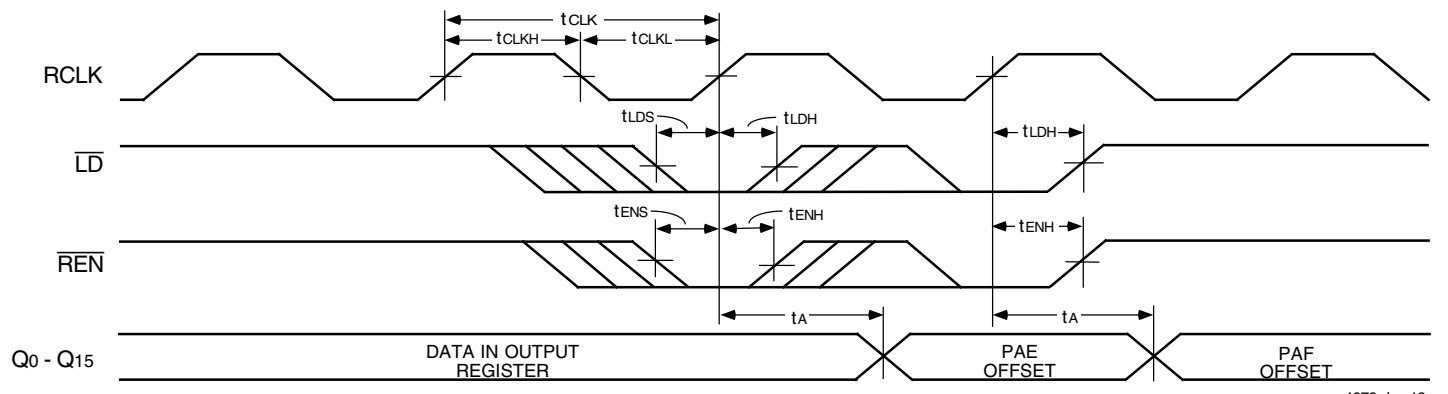 tCLK
tCLKH
tCLKL
RCLK
tLDS
tLDH
tLDH
LD
tENS
tENH
tENH
REN
tA
tA
Q0 - Q15
DATA IN OUTPUT
REGISTER
PAE
OFFSET
PAF
OFFSET